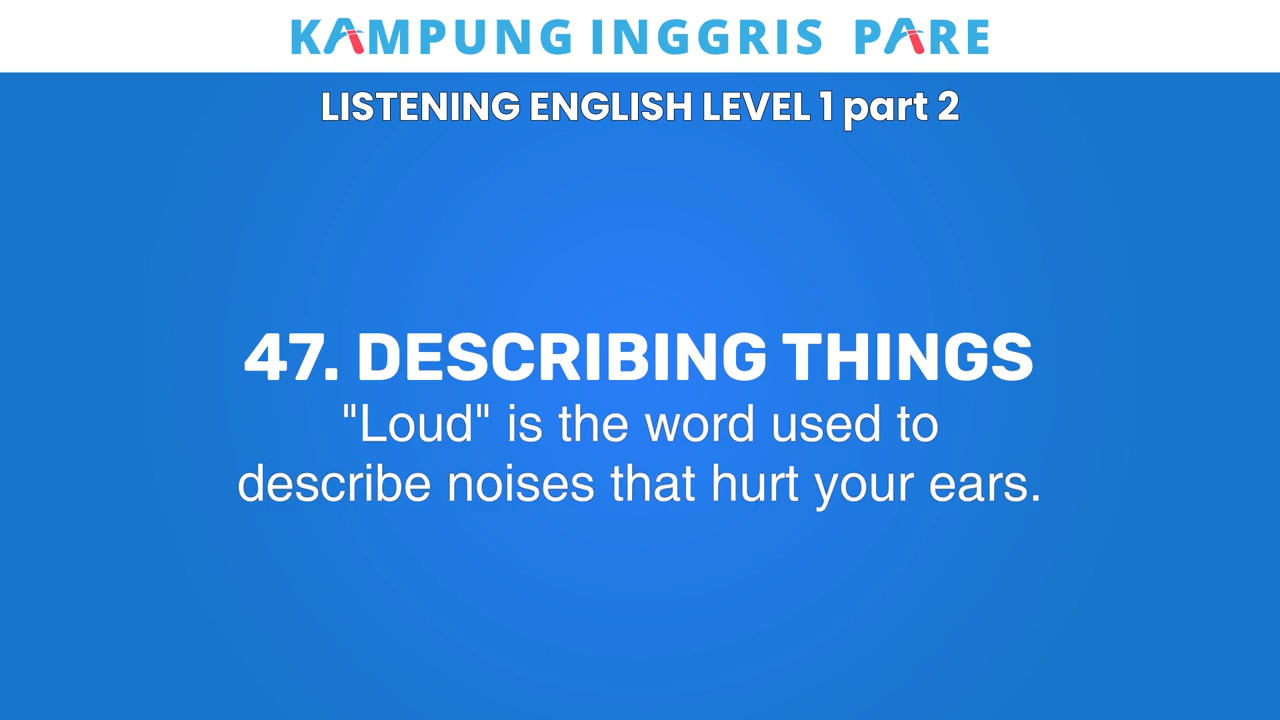 KAMPUNG INGGRIS PARE
LISTENING ENGLISH LEVEL 1 part 2
47. DESCRIBING THINGS
"Loud" is the word used to
describe noises that hurt your ears.